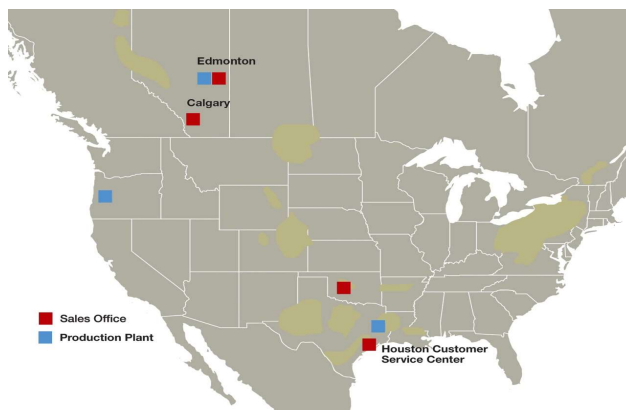 Edmonton
Calgary
Sales Office
Production Plant
Houston Customer
Service Center